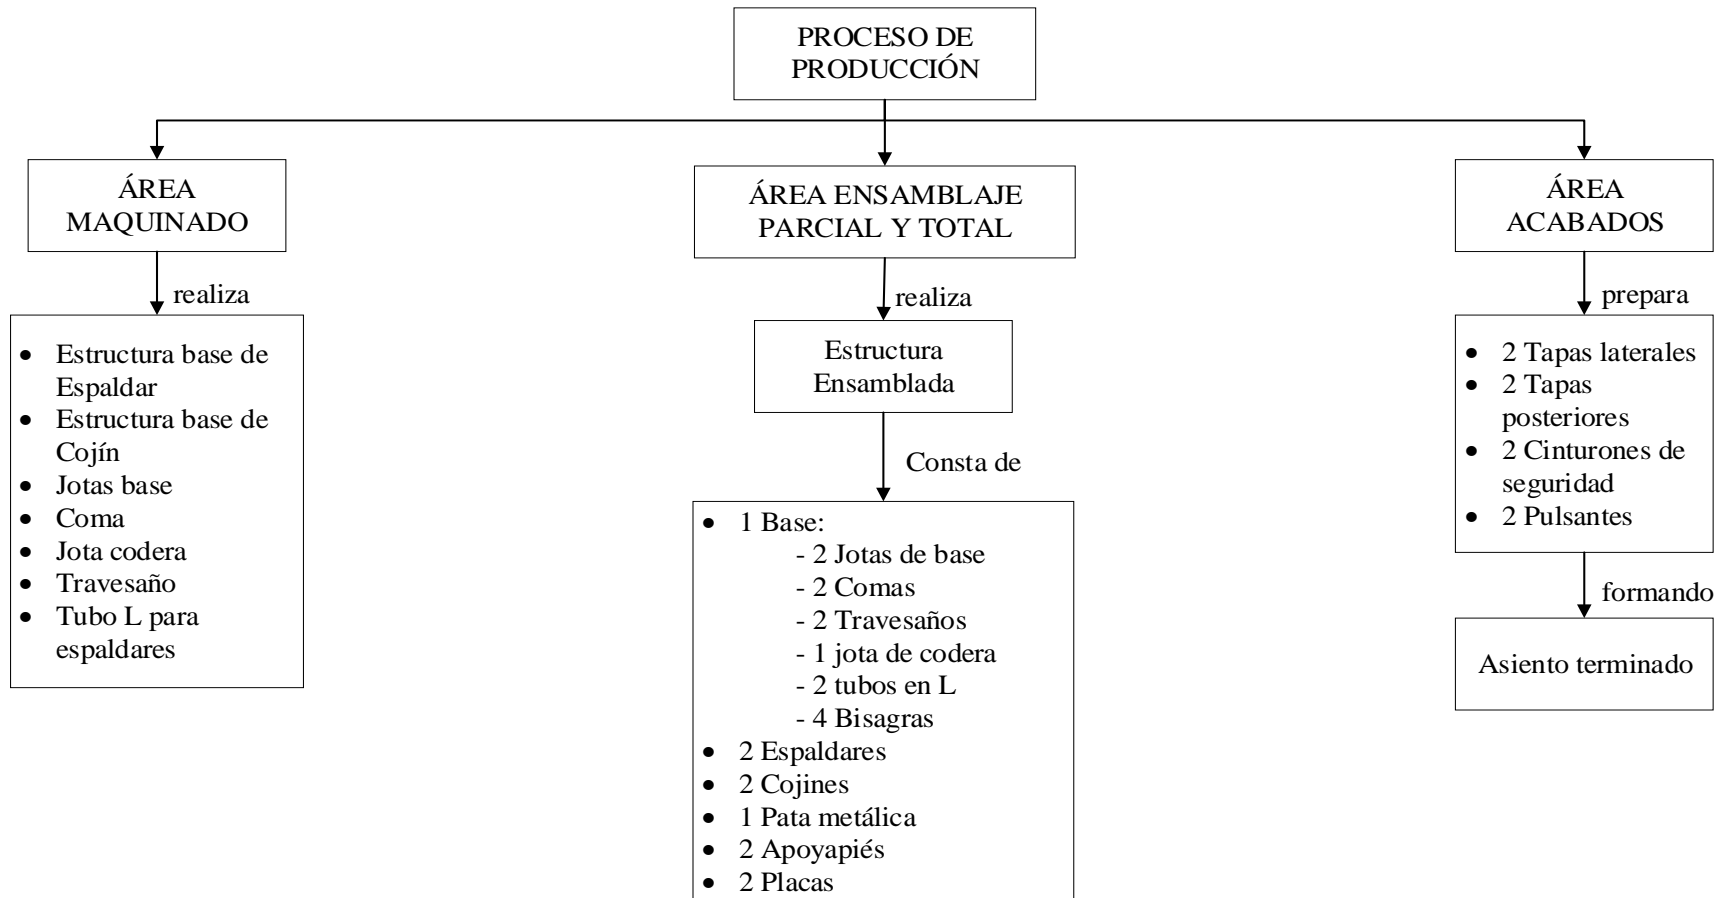 PROCESO DE
PRODUCCIÓN
ÁREA
MAQUINADO
realiza
• Estructura base de
Espaldar
• Estructura base de
Cojín
• Jotas base
• Coma
• Jota codera
• Travesaño
• Tubo L para
espaldares
ÁREA ENSAMBLAJE
PARCIAL Y TOTAL
realiza
Estructura
Ensamblada
Consta de
• 1 Base:
- 2 Jotas de base
- 2 Comas
- 2 Travesaños
- 1 jota de codera
- 2 tubos en L
- 4 Bisagras
• 2 Espaldares
• 2 Cojines
• 1 Pata metálica
• 2 Apoyapiés
• 2 Placas
ÁREA
ACABADOS
prepara
• 2 Tapas laterales
• 2 Tapas
posteriores
• 2 Cinturones de
seguridad
• 2 Pulsantes
formando
Asiento terminado